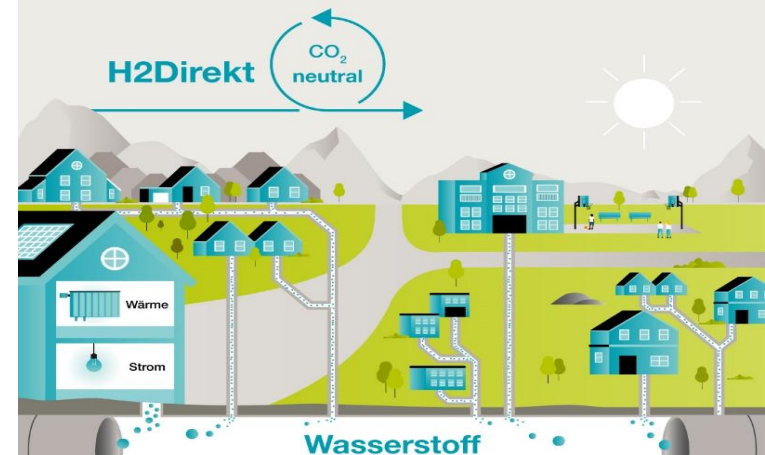 H2Direkt
CO₂
neutral
Wärme
Strom
Wasserstoff